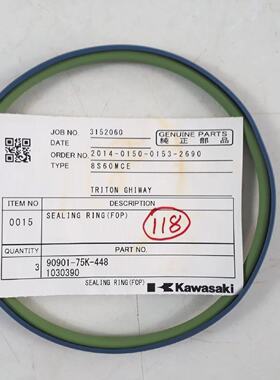 JOB NO. 3152060
GENUINE PARTS
純正部品
DATE
ORDER NO. 2014-0150-0153-2690
TYPE 8S60MCE
TRITON GHIWAY
ITEM NO DESCRIPTION
0015 SEALING RING(FOP)
118
QUANTITY PART NO.
3 90901-75K-448
1030390
SEALING RING(FOP)
Kawasaki